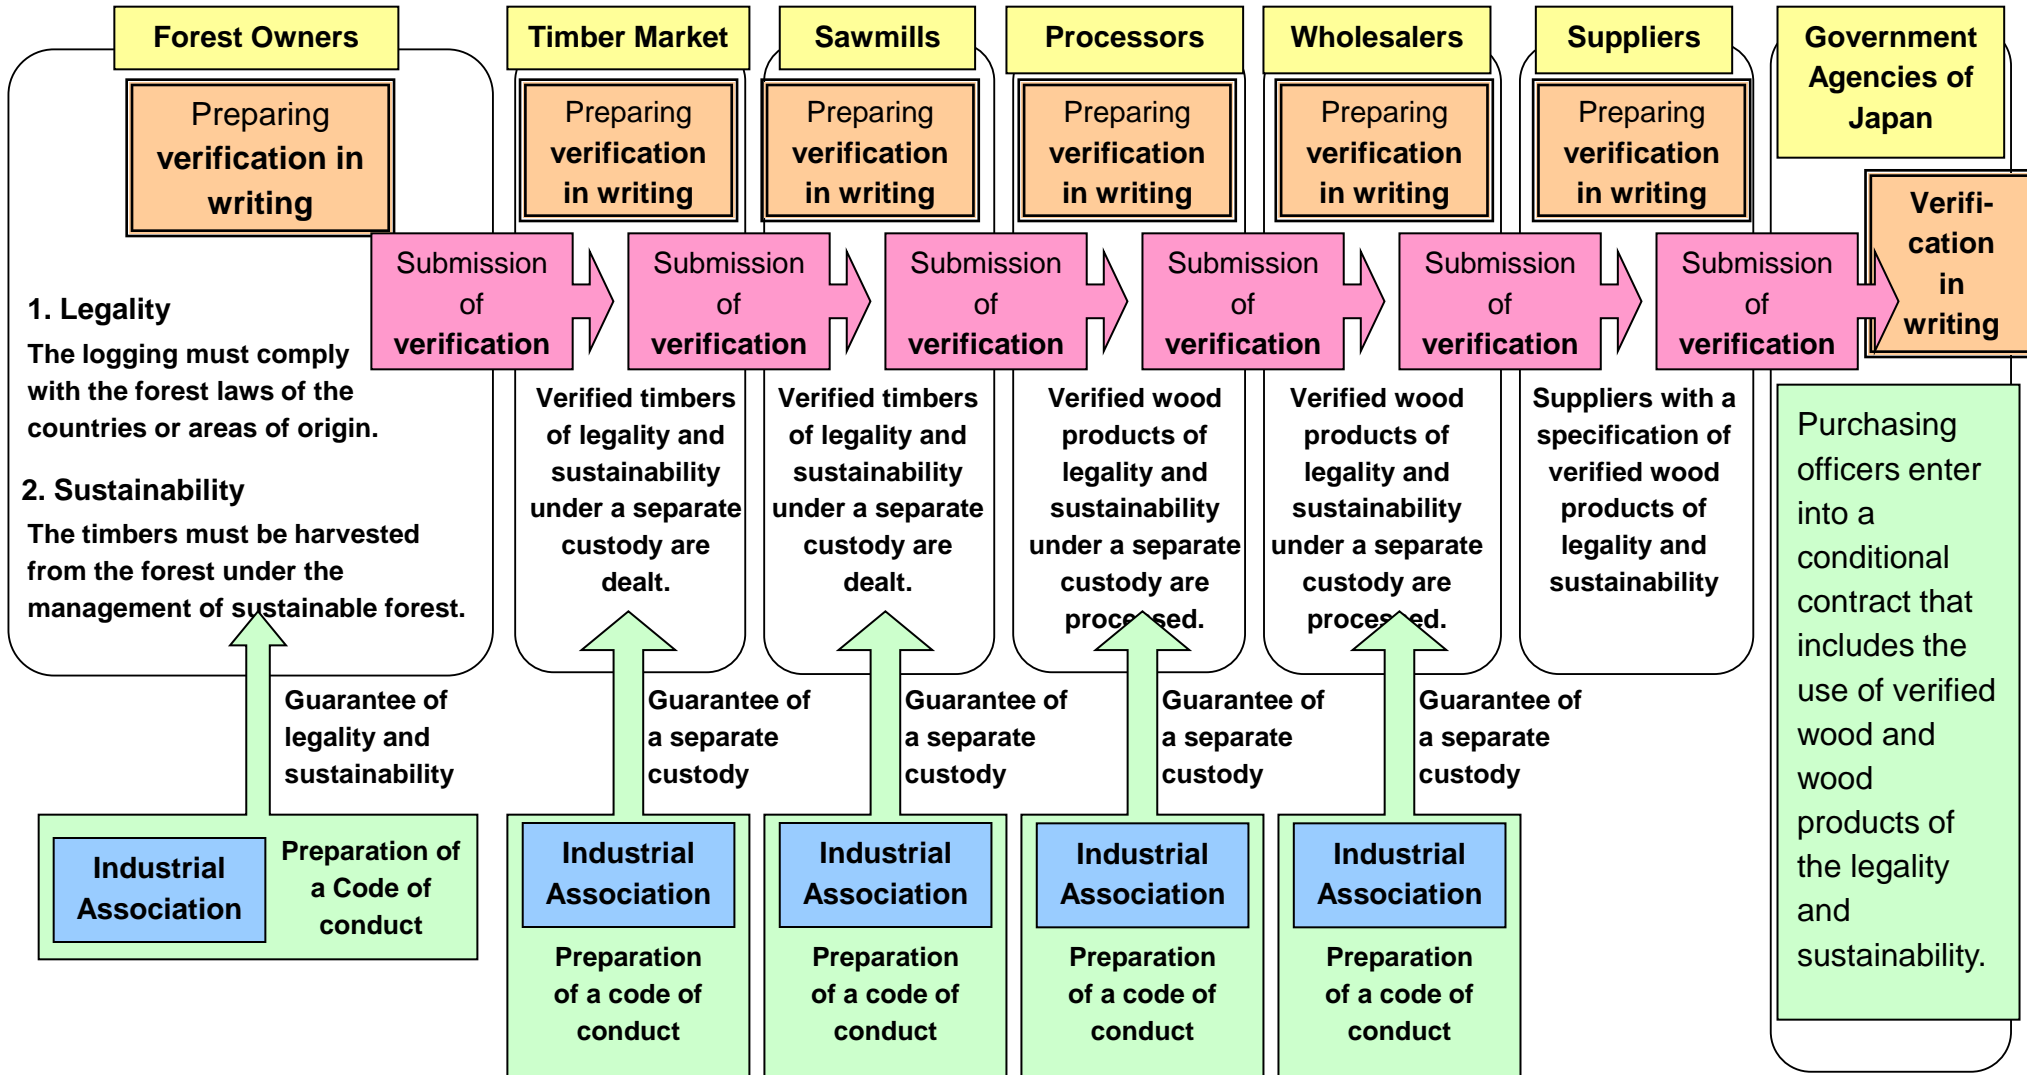 Forest Owners
Preparing
verification in
writing
1. Legality
The logging must comply
with the forest laws of the
countries or areas of origin.
2. Sustainability
The timbers must be harvested
from the forest under the
management of sustainable forest.
Submission
of
verification
Guarantee of
legality and
sustainability
Industrial
Association
Preparation of
a Code of
conduct
Timber Market
Preparing
verification
in writing
Submission
of
verification
Verified timbers
of legality and
sustainability
under a separate
custody are
dealt.
Guarantee of
a separate
custody
Industrial
Association
Preparation
of a code of
conduct
Sawmills
Preparing
verification
in writing
Submission
of
verification
Verified timbers
of legality and
sustainability
under a separate
custody are
dealt.
Guarantee of
a separate
custody
Industrial
Association
Preparation
of a code of
conduct
Processors
Preparing
verification
in writing
Submission
of
verification
Verified wood
products of
legality and
sustainability
under a separate
custody are
processed.
Guarantee of
a separate
custody
Industrial
Association
Preparation
of a code of
conduct
Wholesalers
Preparing
verification
in writing
Submission
of
verification
Verified wood
products of
legality and
sustainability
under a separate
custody are
processed.
Guarantee of
a separate
custody
Industrial
Association
Preparation
of a code of
conduct
Suppliers
Preparing
verification
in writing
Submission
of
verification
Suppliers with a
specification of
verified wood
products of
legality and
sustainability
Government
Agencies of
Japan
Verifi-
cation
in
writing
Purchasing
officers enter
into a
conditional
contract that
includes the
use of verified
wood and
wood
products of
the legality
and
sustainability.